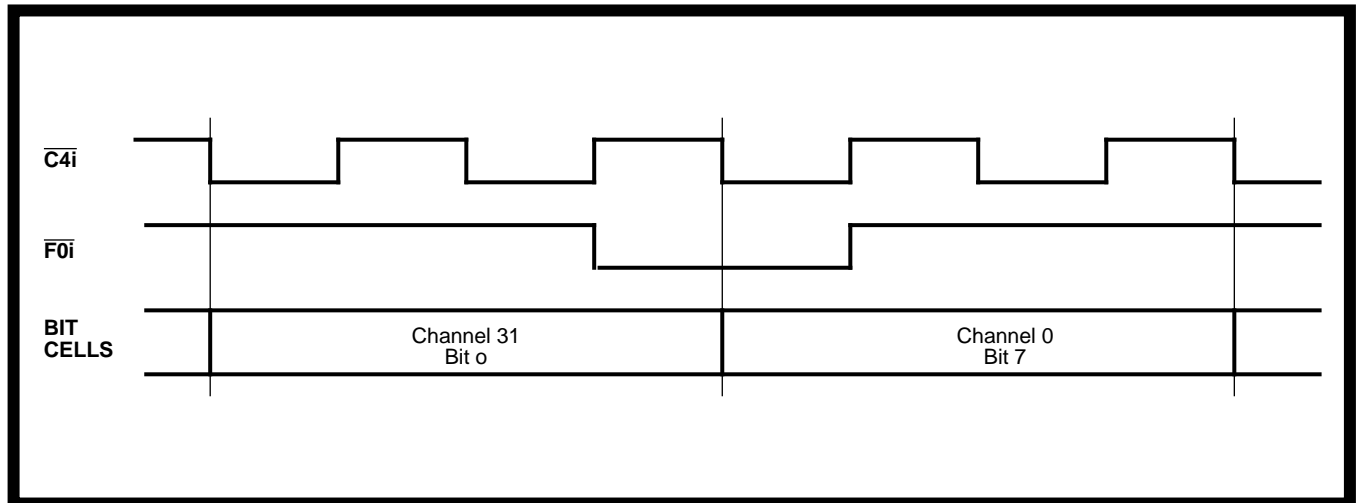 C4i
F0i
BIT
CELLS
Channel 31
Bit o
Channel 0
Bit 7